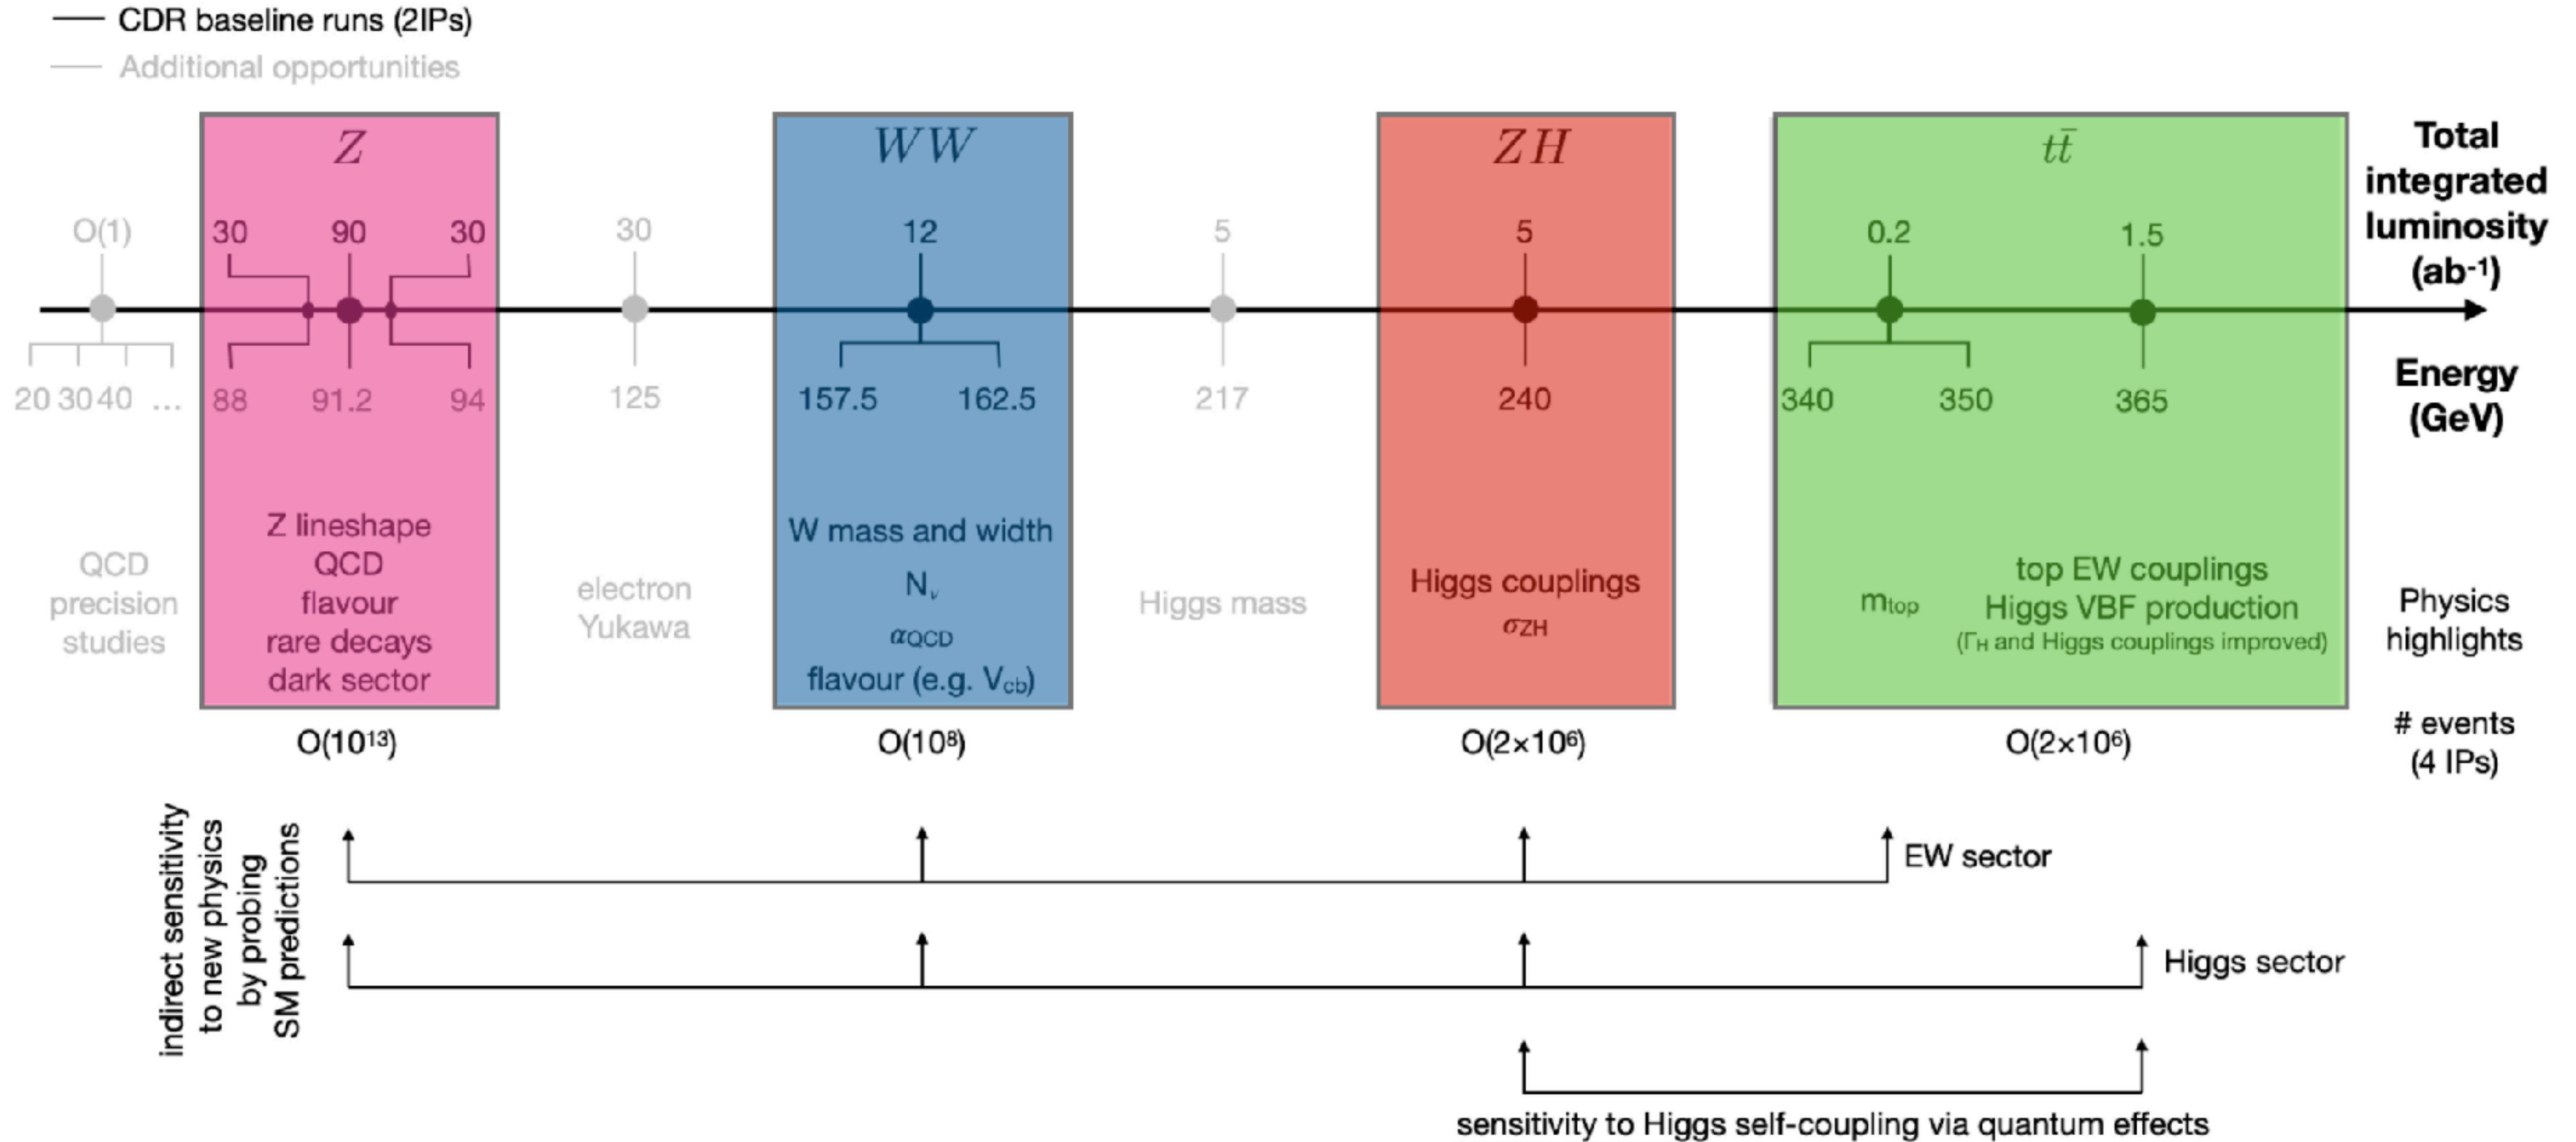 CDR baseline runs (2IPs)
Additional opportunities
Z
WW
ZH
tt̄
Total
integrated
luminosity
(ab⁻¹)
O(1)
30
90
30
30
12
5
5
0.2
1.5
20 30 40 ...
88
91.2
94
125
157.5
162.5
217
240
340
350
365
Energy
(GeV)
QCD
precision
studies
Z lineshape
QCD
flavour
rare decays
dark sector
electron
Yukawa
W mass and width
Nᵥ
αQCD
flavour (e.g. Vcb)
Higgs mass
Higgs couplings
σZH
mtop
top EW couplings
Higgs VBF production
(ΓH and Higgs couplings improved)
Physics
highlights
O(10¹³)
O(10⁸)
O(2×10⁶)
O(2×10⁶)
# events
(4 IPs)
indirect sensitivity
to new physics
by probing
SM predictions
EW sector
Higgs sector
sensitivity to Higgs self-coupling via quantum effects